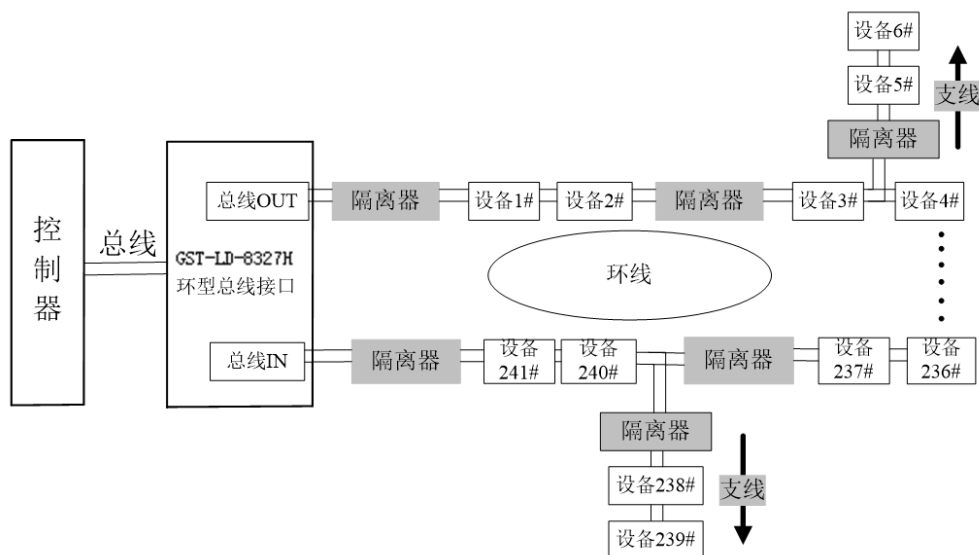 设备6#
设备5#
支线
隔离器
控制器
总线
总线OUT
隔离器
设备1#
设备2#
隔离器
设备3#
设备4#
GST-LD-8327H
环型总线接口
环线
总线IN
隔离器
设备
241#
设备
240#
隔离器
设备
237#
设备
236#
隔离器
设备238#
支线
设备239#